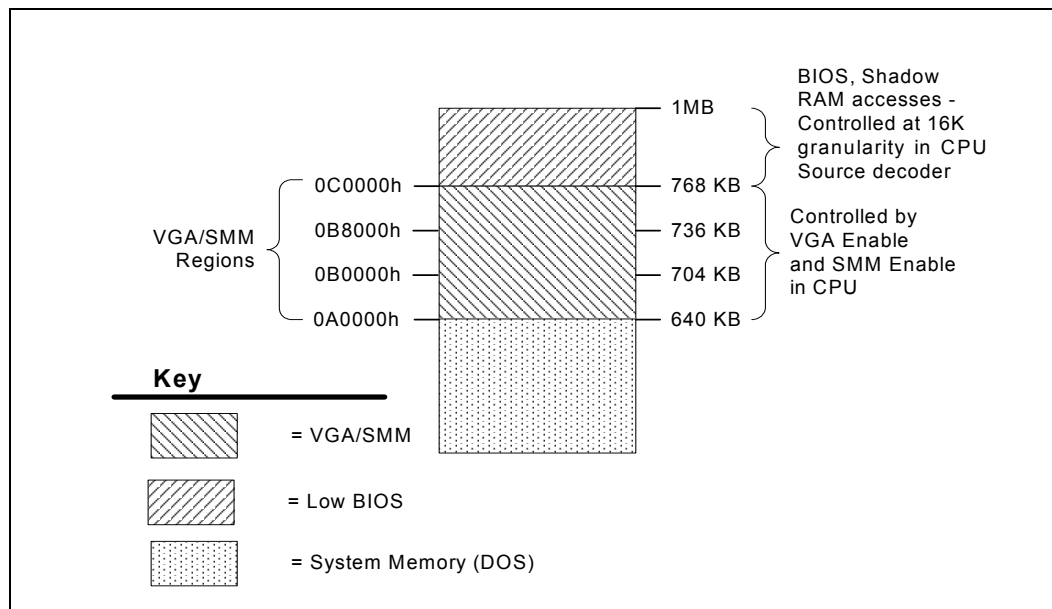 BIOS, Shadow
RAM accesses -
Controlled at 16K
granularity in CPU
Source decoder
1MB
0C0000h
768 KB
VGA/SMM
Regions
0B8000h
736 KB
Controlled by
VGA Enable
and SMM Enable
in CPU
0B0000h
704 KB
0A0000h
640 KB
Key
= VGA/SMM
= Low BIOS
= System Memory (DOS)